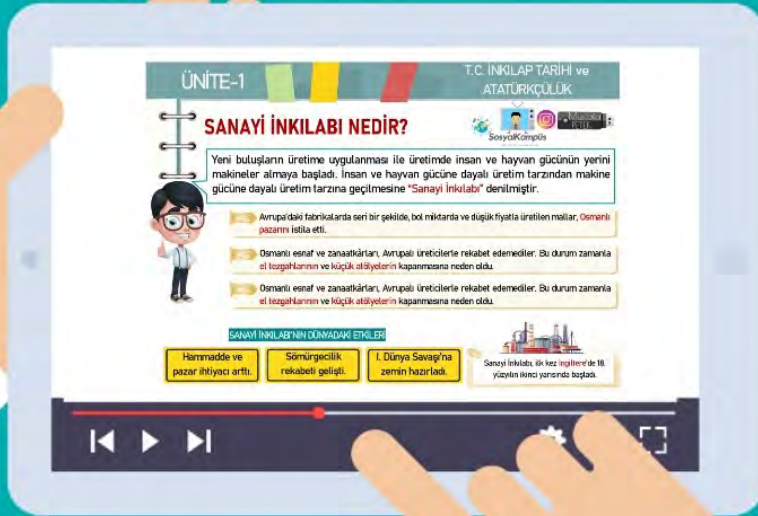 ÜNİTE-1
T.C. İNKILAP TARİHİ ve
ATATÜRKÇÜLÜK
SANAYİ İNKILABI NEDİR?
SosyalKampüs
Yeni buluşların üretime uygulanması ile üretimde insan ve hayvan gücünün yerini
makineler almaya başladı. İnsan ve hayvan gücüne dayalı üretim tarzından makine
gücüne dayalı üretim tarzına geçilmesine "Sanayi İnkılabı" denilmiştir.
Avrupa'daki fabrikalarda seri bir şekilde, bol miktarda ve düşük fiyatla üretilen mallar, Osmanlı
pazarını istila etti.
Osmanlı esnaf ve zanaatkârları, Avrupalı üreticilerle rekabet edemediler. Bu durum zamanla
el tezgahlarının ve küçük atölyelerin kapanmasına neden oldu.
Osmanlı esnaf ve zanaatkârları, Avrupalı üreticilerle rekabet edemediler. Bu durum zamanla
el tezgahlarının ve küçük atölyelerin kapanmasına neden oldu.
SANAYİ İNKILABI'NIN DÜNYADAKİ ETKİLERİ
Hammadde ve
pazar ihtiyacı arttı.
Sömürgecilik
rekabeti gelişti.
I. Dünya Savaşı'na
zemin hazırladı.
Sanayi İnkılabı, ilk kez İngiltere'de 18.
yüzyılın ikinci yarısında başladı.